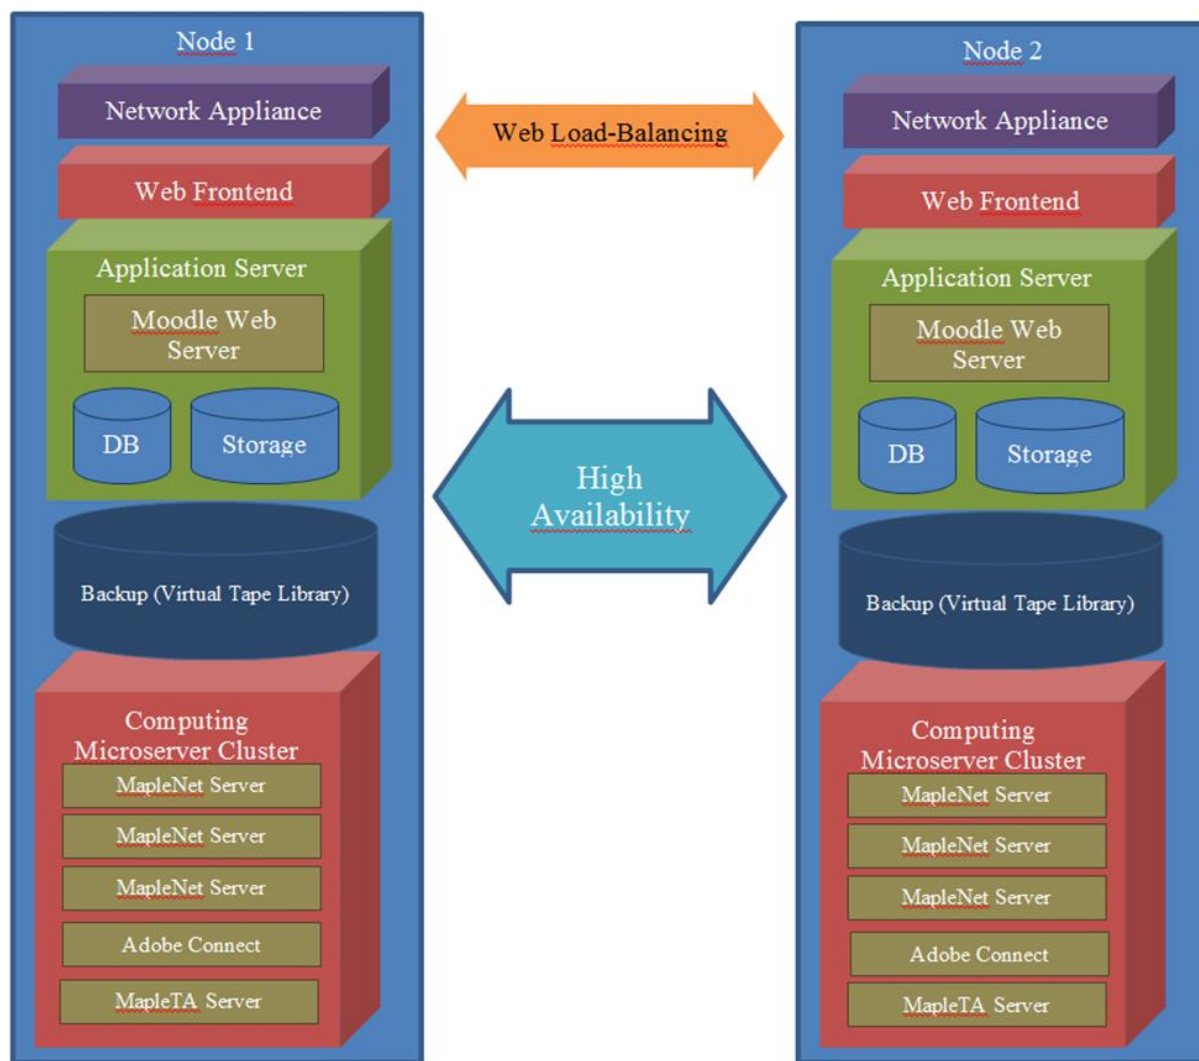 Node 1
Network Appliance
Web Frontend
Application Server
Moodle Web
Server
DB
Storage
Backup (Virtual Tape Library)
Computing
Microserver Cluster
MapleNet Server
MapleNet Server
MapleNet Server
Adobe Connect
MapleTA Server
Web Load-Balancing
High
Availability
Node 2
Network Appliance
Web Frontend
Application Server
Moodle Web
Server
DB
Storage
Backup (Virtual Tape Library)
Computing
Microserver Cluster
MapleNet Server
MapleNet Server
MapleNet Server
Adobe Connect
MapleTA Server